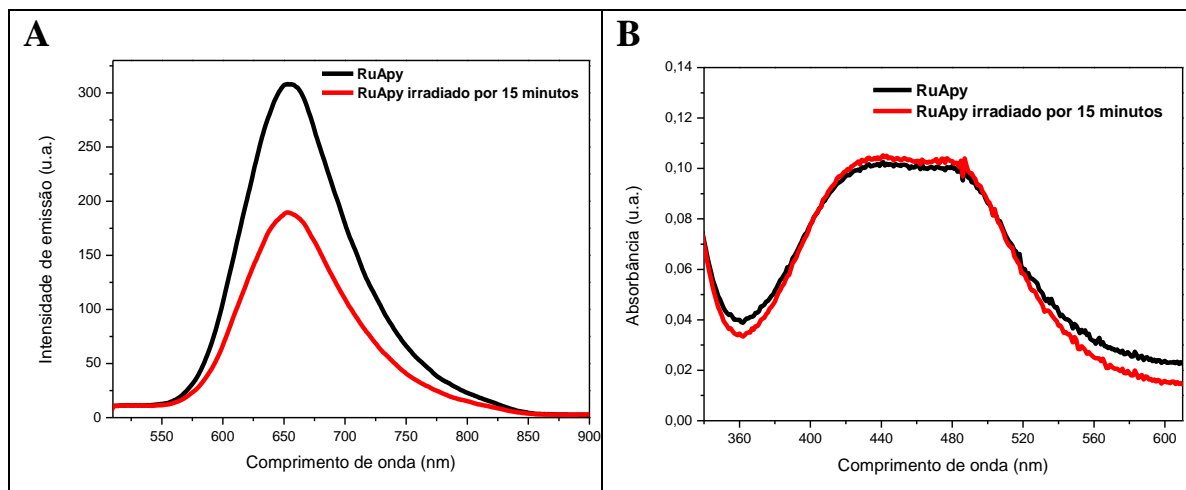 A
RuApy
RuApy irradiado por 15 minutos
300
250
200
150
100
50
0
Intensidade de emissão (u.a.)
550 600 650 700 750 800 850 900
Comprimento de onda (nm)
B
RuApy
RuApy irradiado por 15 minutos
0,14
0,12
0,10
0,08
0,06
0,04
0,02
0,00
Absorbância (u.a.)
360 400 440 480 520 560 600
Comprimento de onda (nm)